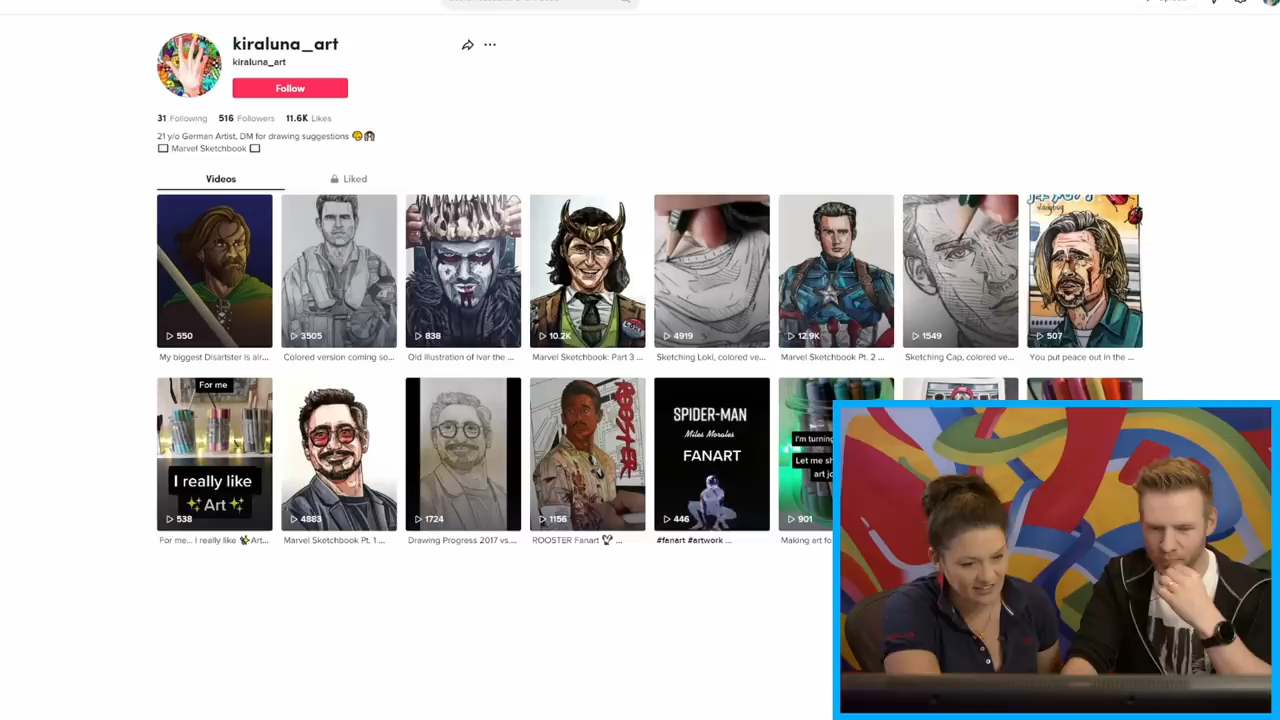 kiraluna_art
kiraluna_art
Follow
31 Following 516 Followers 11.6K Likes
21 y/o German Artist, DM for drawing suggestions
Marvel Sketchbook
Videos
Liked
550
3505
838
10.2K
4919
12.9K
1549
507
My biggest Disartster is air...
Colored version coming so...
Old Illustration of Ivar the ...
Marvel Sketchbook: Part 3 ...
Sketching Loki, colored ve...
Marvel Sketchbook Pt. 2 ...
Sketching Cap, colored ve...
You put peace out in the ...
For me
I really like
✨Art✨
ROOSTER
SPIDER-MAN
Miles Morales
FANART
I'm turning
Let me sh
art jo
538
4883
1724
1156
446
901
For me... I really like Art...
Marvel Sketchbook Pt. 1 ...
Drawing Progress 2017 vs....
ROOSTER Fanart ...
#fanart #artwork ...
Making art fo